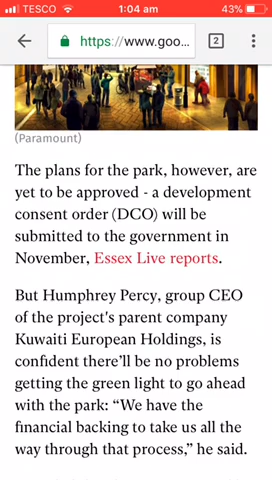 TESCO 1:04 am 43%
https://www.goo... 2
(Paramount)
The plans for the park, however, are
yet to be approved - a development
consent order (DCO) will be
submitted to the government in
November, Essex Live reports.
But Humphrey Percy, group CEO
of the project's parent company
Kuwaiti European Holdings, is
confident there'll be no problems
getting the green light to go ahead
with the park: “We have the
financial backing to take us all the
way through that process,” he said.